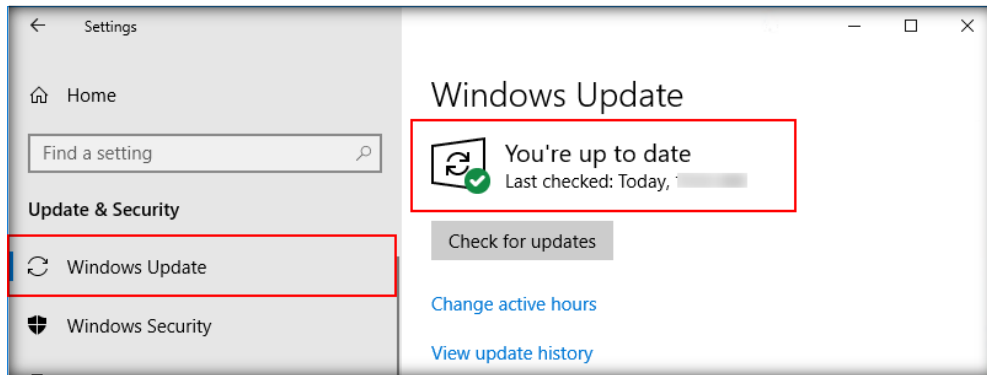 Settings
Home
Find a setting
Update & Security
Windows Update
Windows Security
Windows Update
You're up to date
Last checked: Today,
Check for updates
Change active hours
View update history